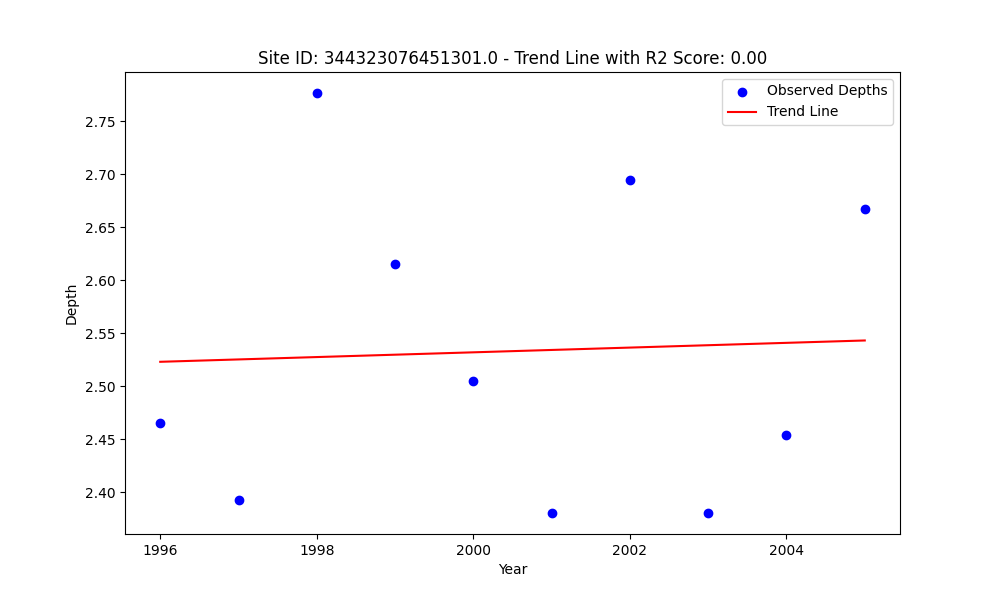 Site ID: 344323076451301.0 - Trend Line with R2 Score: 0.00
Observed Depths
Trend Line
2.75
2.70
2.65
2.60
2.55
2.50
2.45
2.40
Depth
1996
1998
2000
2002
2004
Year